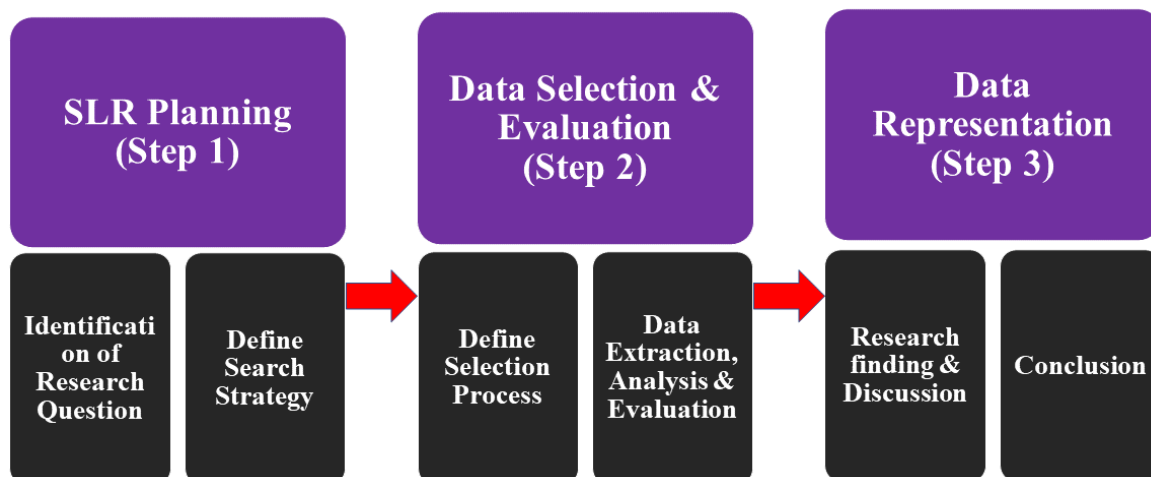 SLR Planning
(Step 1)
Data Selection &
Evaluation
(Step 2)
Data
Representation
(Step 3)
Identificati
on of
Research
Question
Define
Search
Strategy
Define
Selection
Process
Data
Extraction,
Analysis &
Evaluation
Research
finding &
Discussion
Conclusion